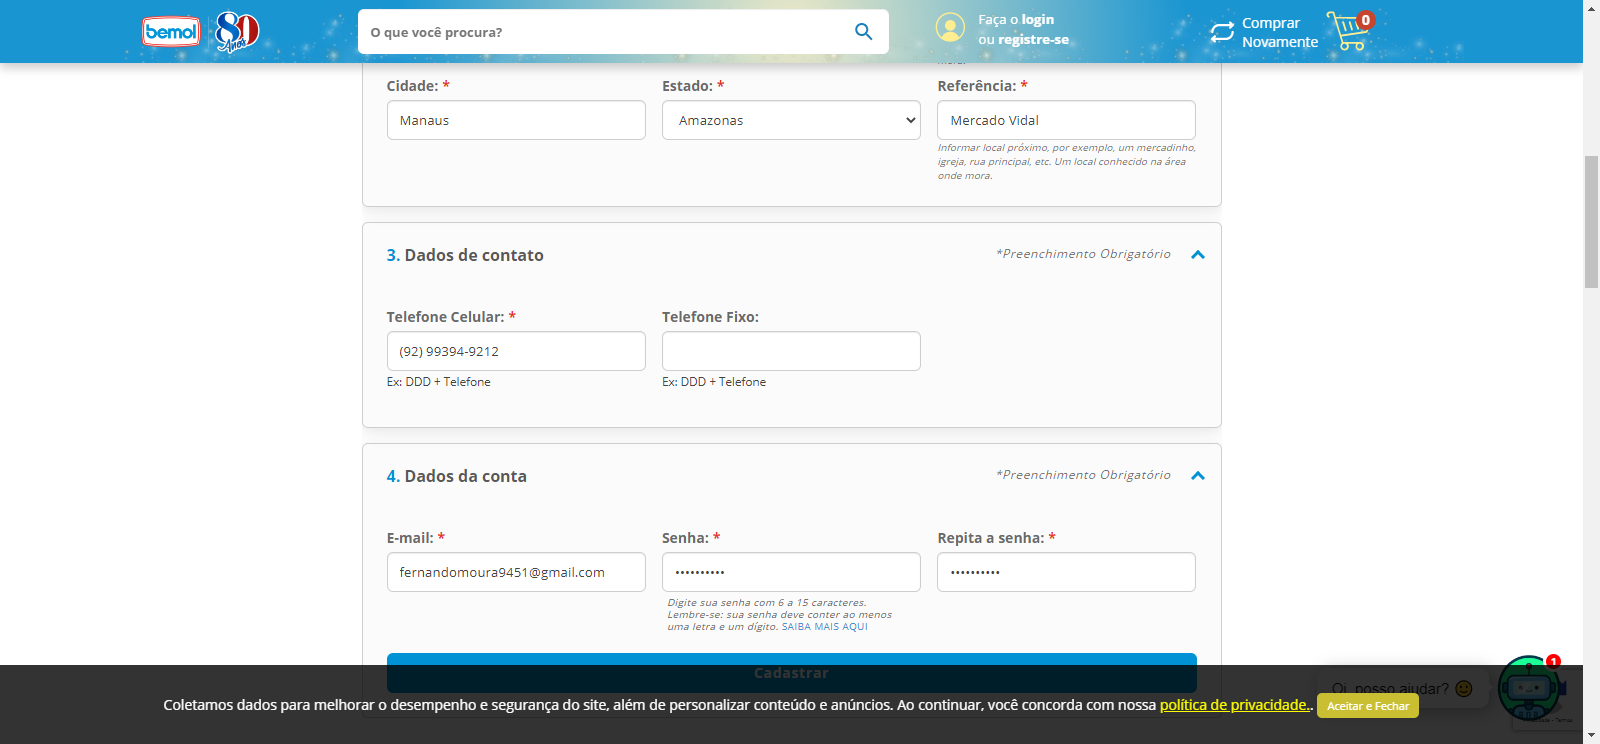 bemol
80
Anos
O que você procura?
Faça o login
ou registre-se
Comprar
Novamente
0
Cidade: *
Estado: *
Referência: *
Manaus
Amazonas
Mercado Vidal
Informar local próximo, por exemplo, um mercadinho,
igreja, rua principal, etc. Um local conhecido na área
onde mora.
3. Dados de contato
*Preenchimento Obrigatório
Telefone Celular: *
Telefone Fixo:
(92) 99394-9212
Ex: DDD + Telefone
Ex: DDD + Telefone
4. Dados da conta
*Preenchimento Obrigatório
E-mail: *
Senha: *
Repita a senha: *
fernandomoura9451@gmail.com
••••••••••
••••••••••
Digite sua senha com 6 a 15 caracteres.
Lembre-se: sua senha deve conter ao menos
uma letra e um dígito. SAIBA MAIS AQUI
Cadastrar
Oi, posso ajudar?
1
Coletamos dados para melhorar o desempenho e segurança do site, além de personalizar conteúdo e anúncios. Ao continuar, você concorda com nossa política de privacidade..
Aceitar e Fechar